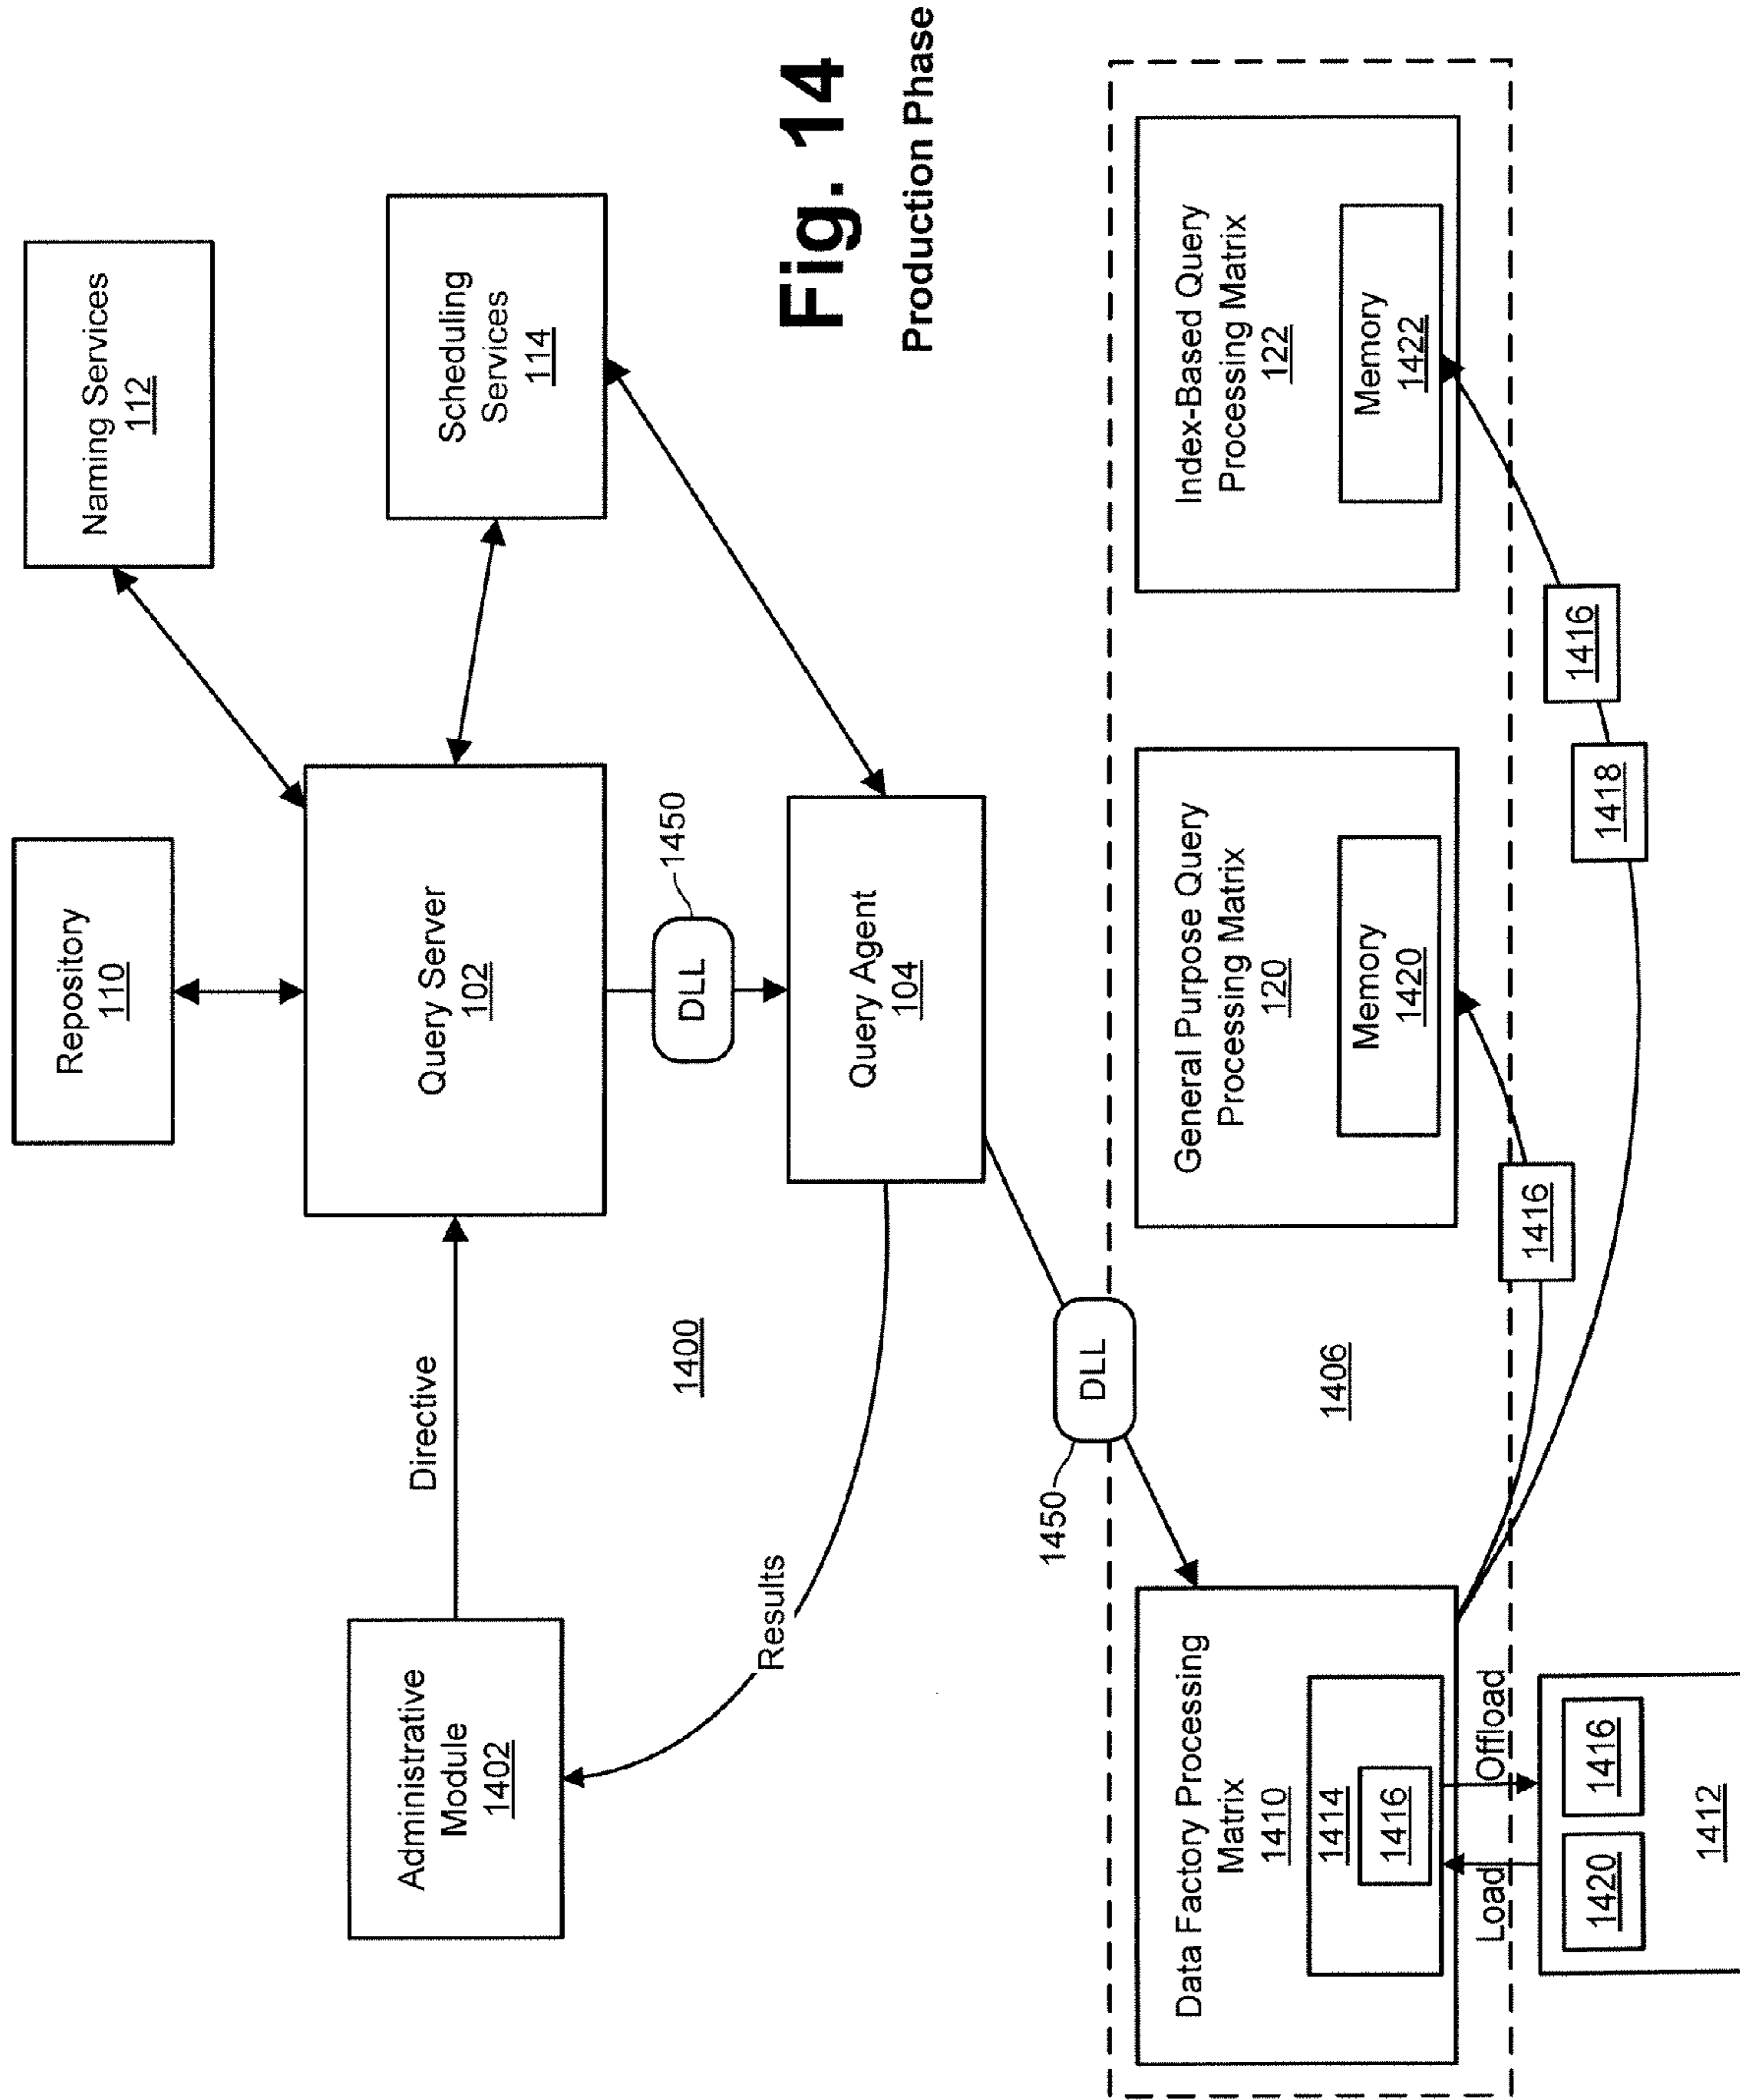 Repository
110
Naming Services
112
Administrative
Module
1402
Directive
Query Server
102
Scheduling
Services
114
1400
DLL
1450
Results
Query Agent
104
Fig. 14
Production Phase
1450
DLL
Data Factory Processing
Matrix
1410
1414
1416
1406
General Purpose Query
Processing Matrix
120
Memory
1420
Index-Based Query
Processing Matrix
122
Memory
1422
Load
Offload
1420
1416
1412
1416
1418
1416